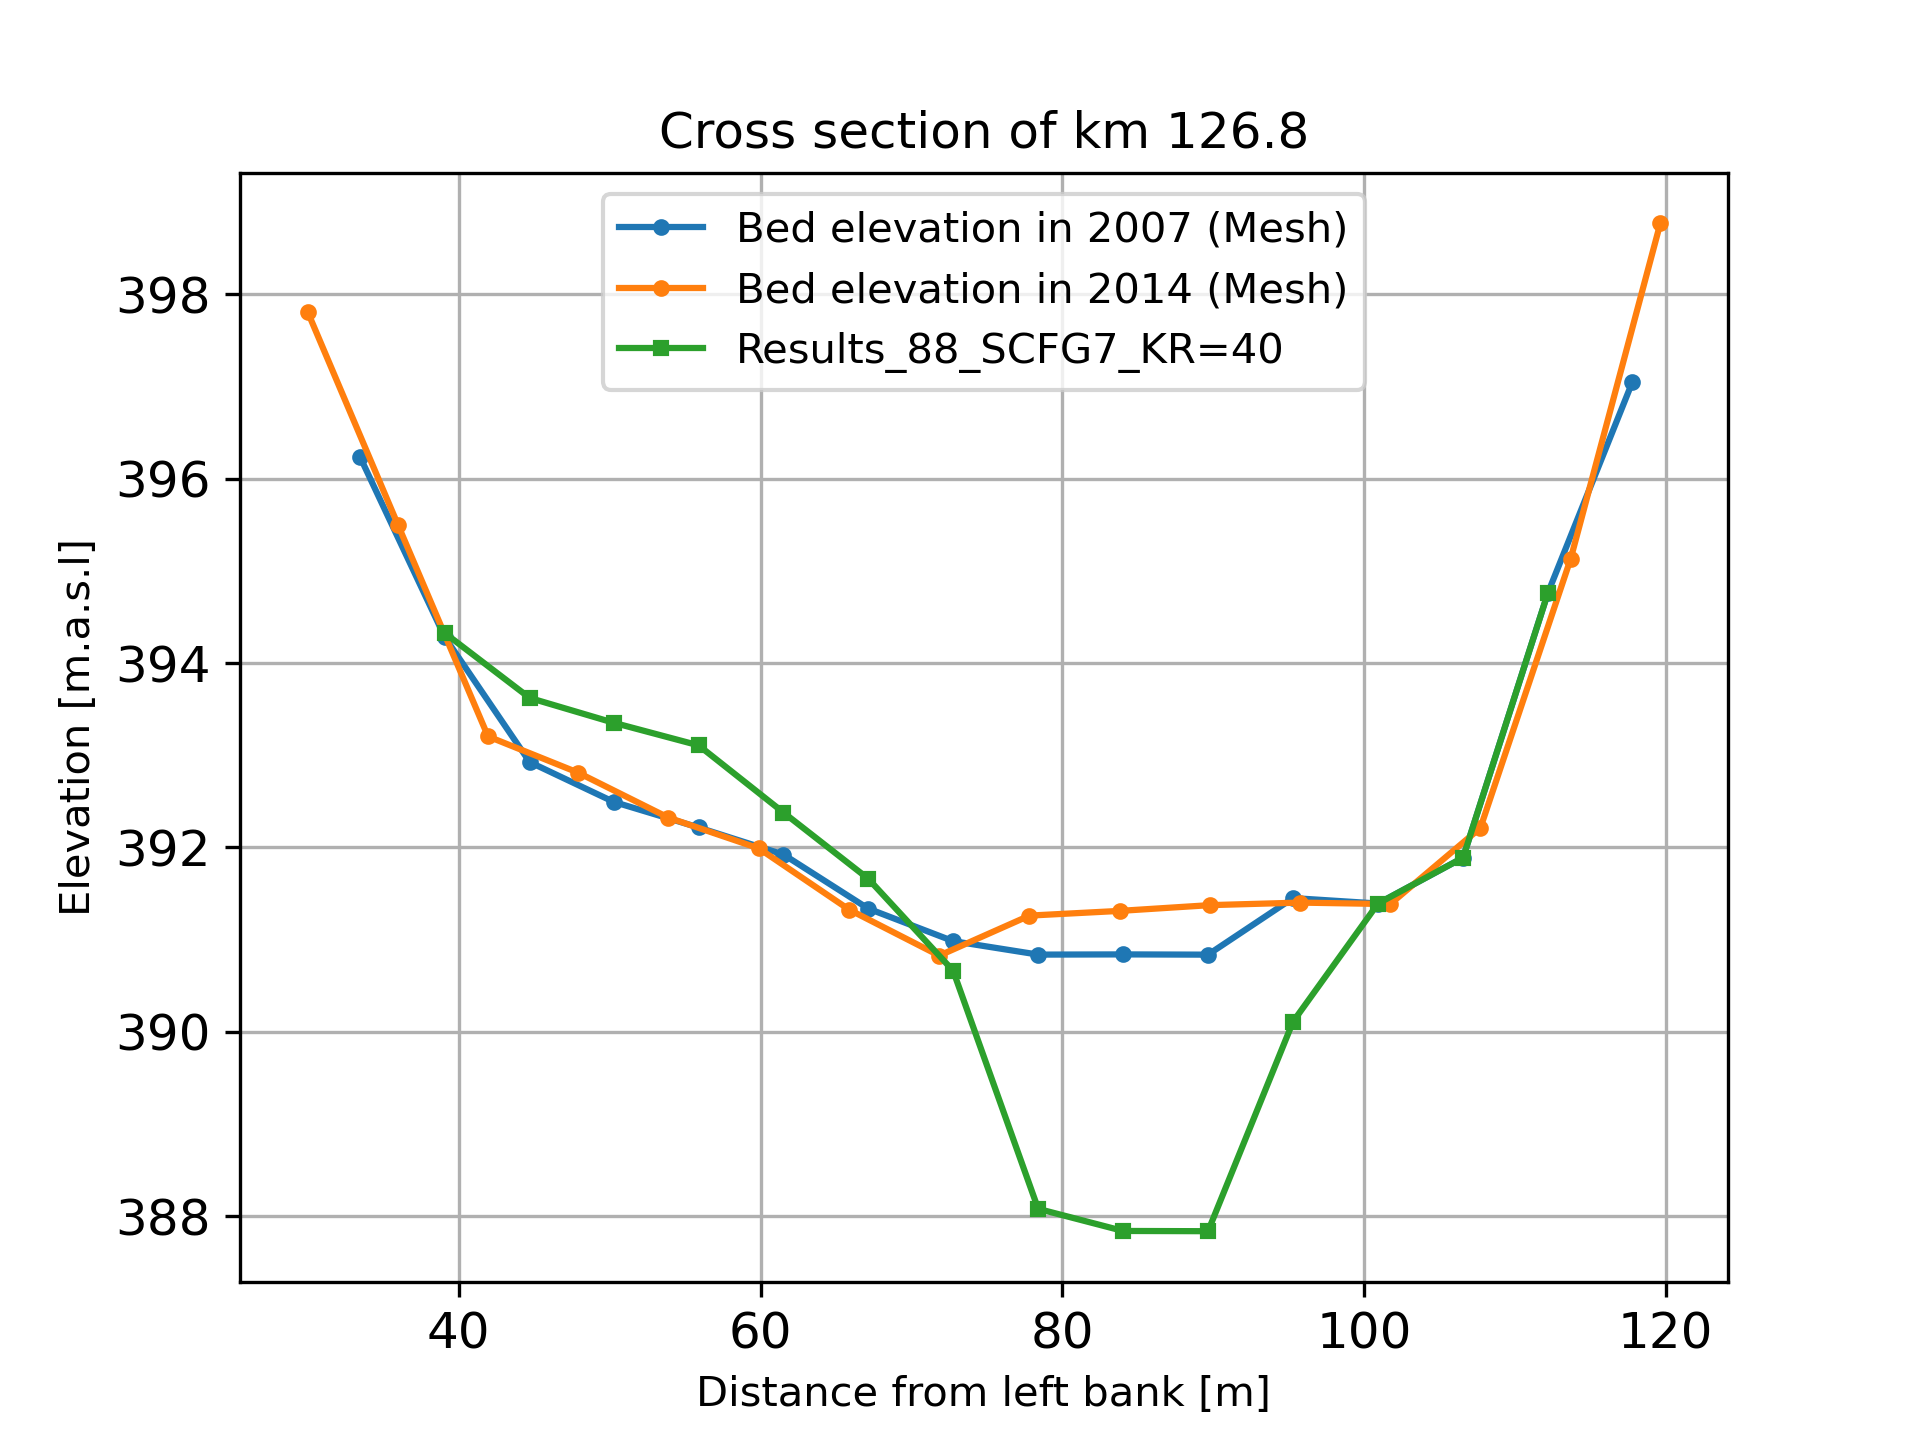 Cross section of km 126.8
Bed elevation in 2007 (Mesh)
Bed elevation in 2014 (Mesh)
Results_88_SCFG7_KR=40
398
396
394
392
390
388
Elevation [m.a.s.l]
40 60 80 100 120
Distance from left bank [m]